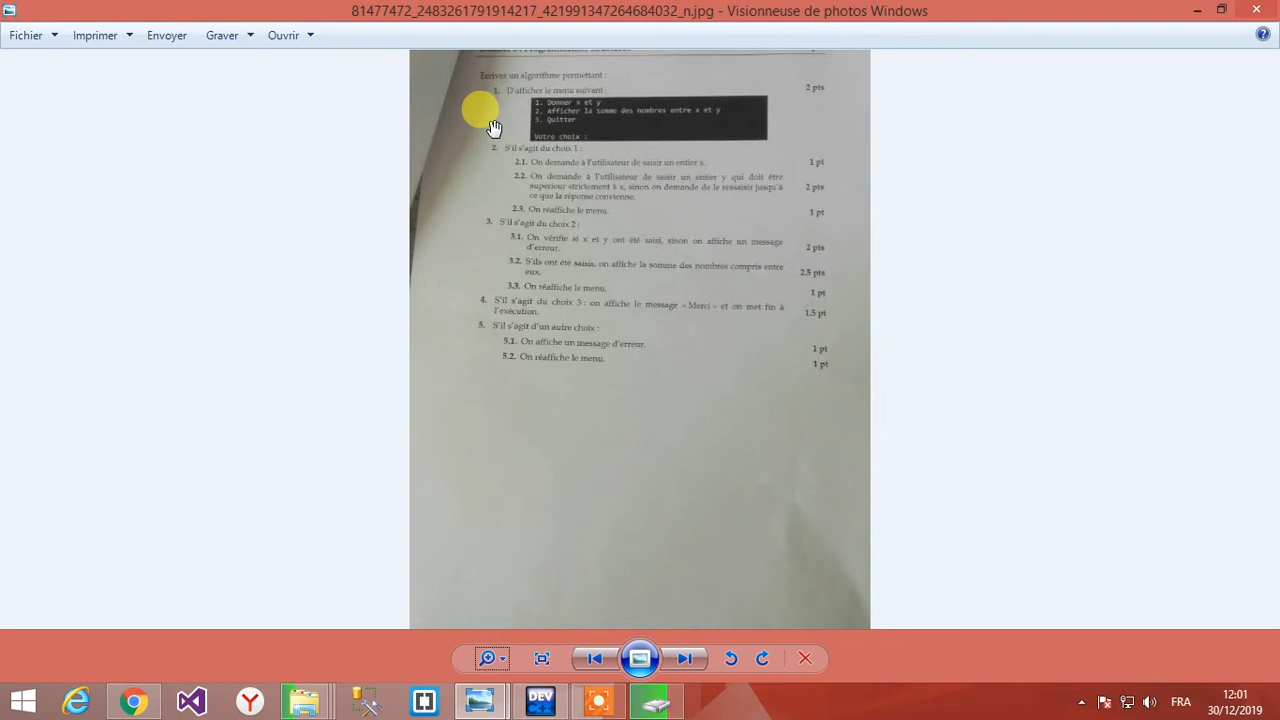 81477472_2483261791914217_421991347264684032_n.jpg - Visionneuse de photos Windows
Fichier Imprimer Envoyer Graver Ouvrir
Ecrivez un algorithme permettant :
1. D'afficher le menu suivant : 2 pts
1. Donner x et y
2. Afficher la somme des nombres entre x et y
3. Quitter
Votre choix :
2. S'il s'agit du choix 1 :
2.1. On demande à l'utilisateur de saisir un entier x. 1 pt
2.2. On demande à l'utilisateur de saisir un entier y qui doit être
supérieur strictement à x, sinon on demande de le ressaisir jusqu'à 2 pts
ce que la réponse convienne.
2.3. On réaffiche le menu. 1 pt
3. S'il s'agit du choix 2 :
3.1. On vérifie si x et y ont été saisi, sinon on affiche un message
d'erreur. 2 pts
3.2. S'ils ont été saisis, on affiche la somme des nombres compris entre
eux. 2.5 pts
3.3. On réaffiche le menu. 1 pt
4. S'il s'agit du choix 3 : on affiche le message « Merci » et on met fin à
l'exécution. 1.5 pt
5. S'il s'agit d'un autre choix :
5.1. On affiche un message d'erreur. 1 pt
5.2. On réaffiche le menu. 1 pt
DEV
FRA
12:01
30/12/2019